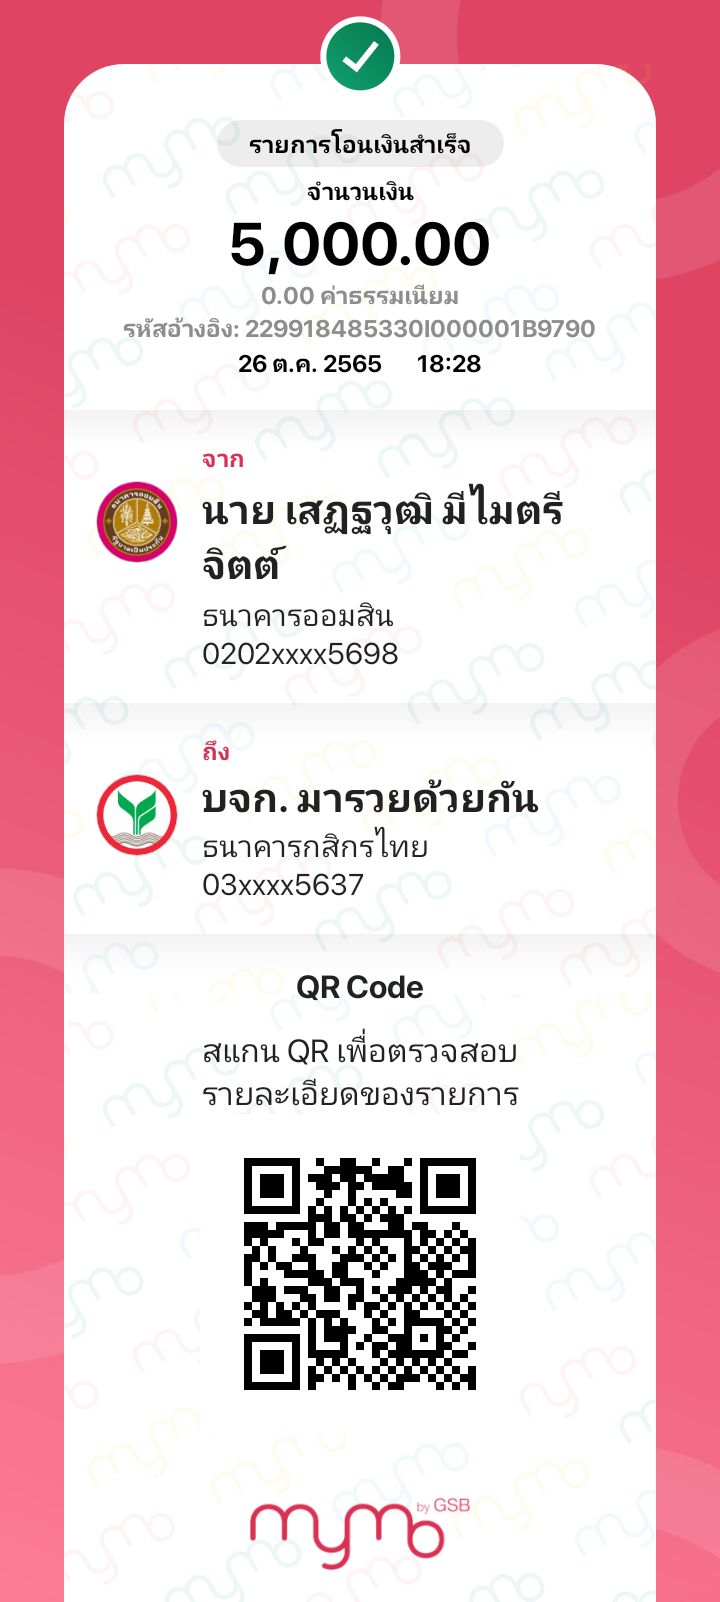 รายการโอนเงินสำเร็จ
จำนวนเงิน
5,000.00
0.00 ค่าธรรมเนียม
รหัสอ้างอิง: 229918485330I000001B9790
26 ต.ค. 2565 18:28
จาก
นาย เสฏฐวุฒิ มีไมตรี
จิตต์
ธนาคารออมสิน
0202xxxx5698
ถึง
บจก. มารวยด้วยกัน
ธนาคารกสิกรไทย
03xxxx5637
QR Code
สแกน QR เพื่อตรวจสอบ
รายละเอียดของรายการ
mymo by GSB